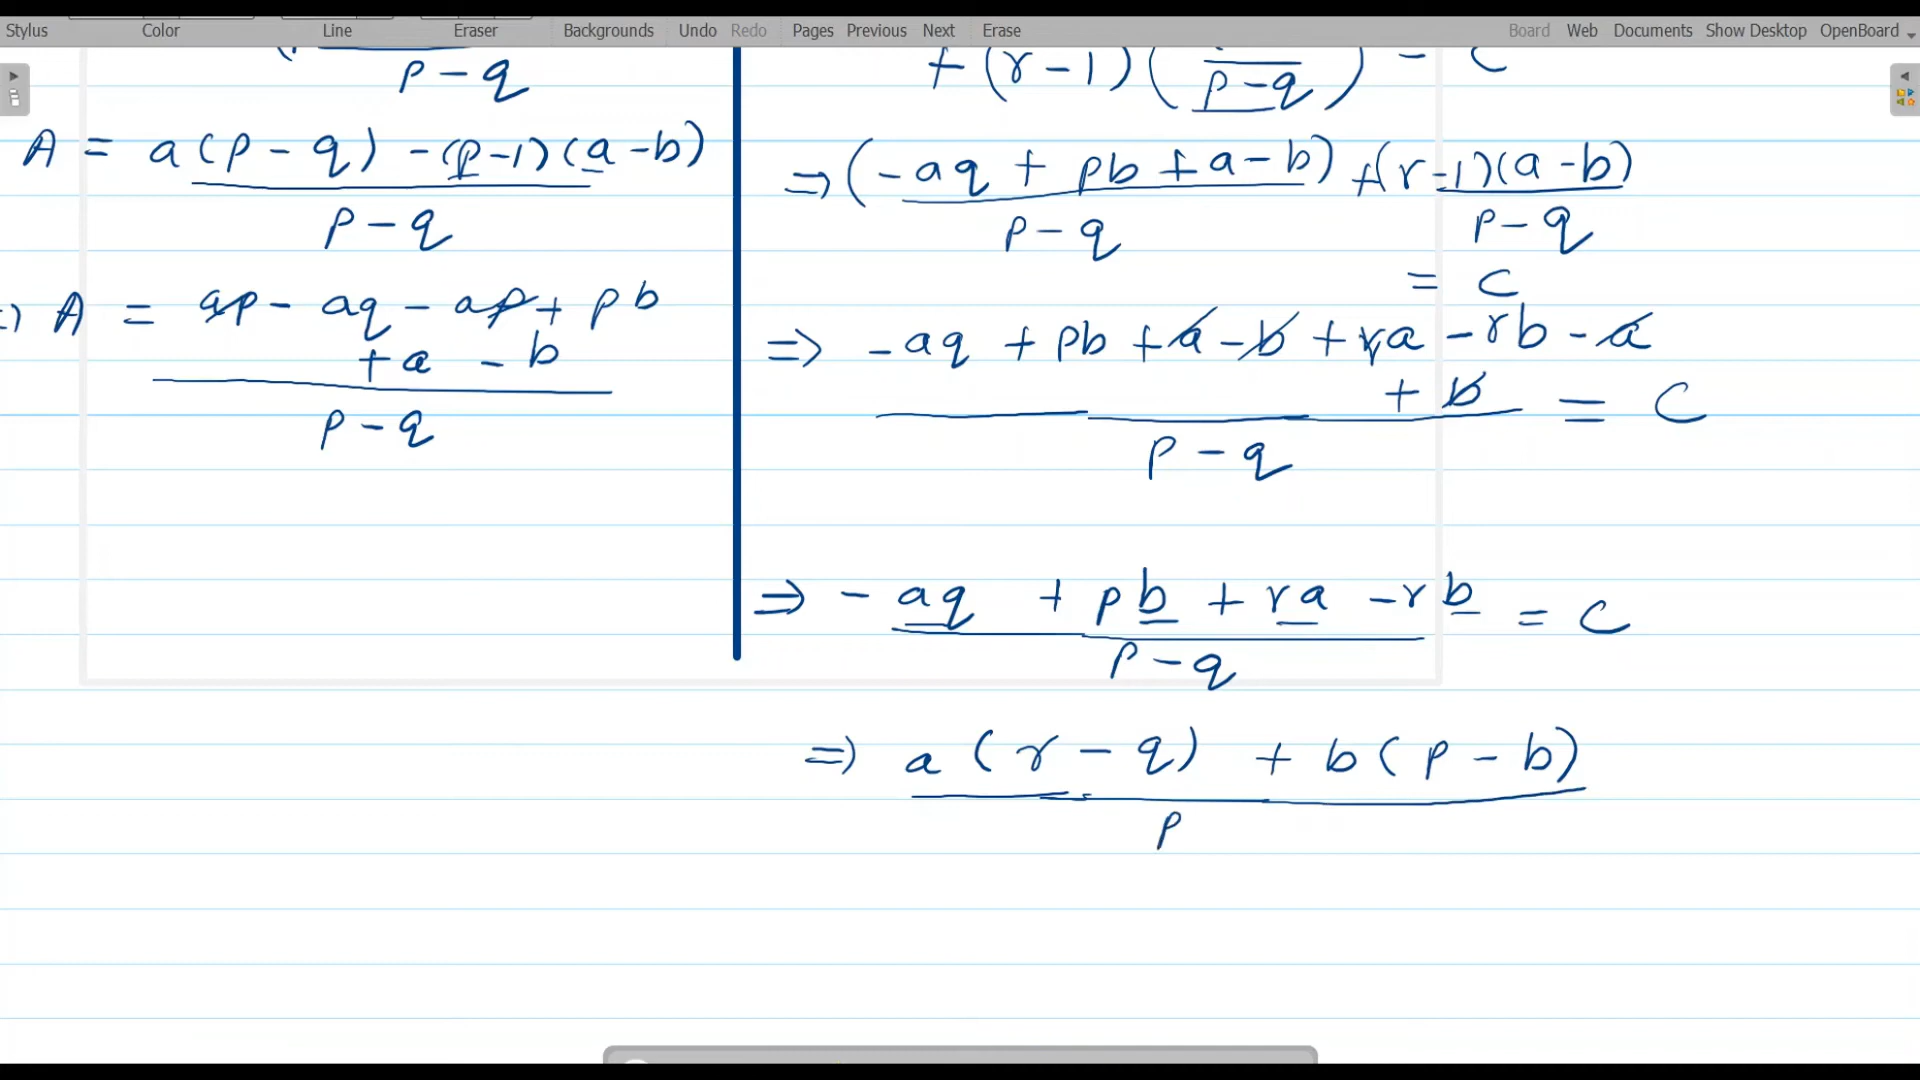 Stylus Color Line Eraser Backgrounds Undo Redo Pages Previous Next Erase Board Web Documents Show Desktop OpenBoard
p - q
A = a(p - q) - (p-1)(a-b)
p - q
A = ap - aq - ap + pb
+ a - b
p - q
+ (r-1) ( / p-q ) = c
=> (-aq + pb + a - b) + (r-1)(a-b)
p - q p - q
= c
=> -aq + pb + a - b + ra - rb - a
+ b = c
p - q
=> - aq + pb + ra - rb = c
p - q
=> a (r - q) + b (p - b)
p